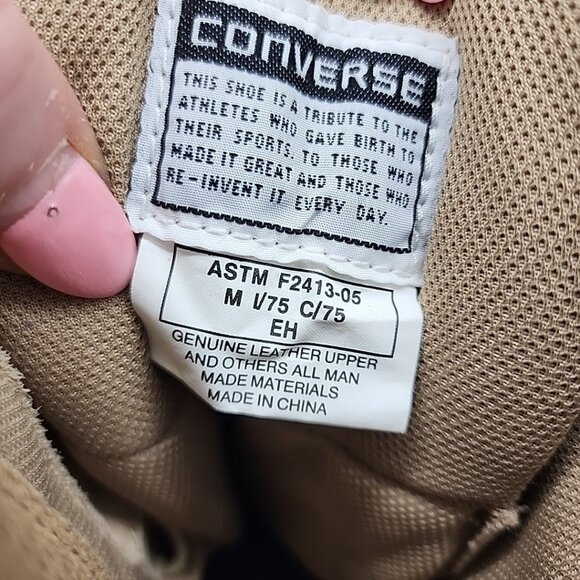 CONVERSE
THIS SHOE IS A TRIBUTE TO THE
ATHLETES WHO GAVE BIRTH TO
THEIR SPORTS. TO THOSE WHO
MADE IT GREAT AND THOSE WHO
RE-INVENT IT EVERY DAY.
ASTM F2413-05
M I/75 C/75
EH
GENUINE LEATHER UPPER
AND OTHERS ALL MAN
MADE MATERIALS
MADE IN CHINA